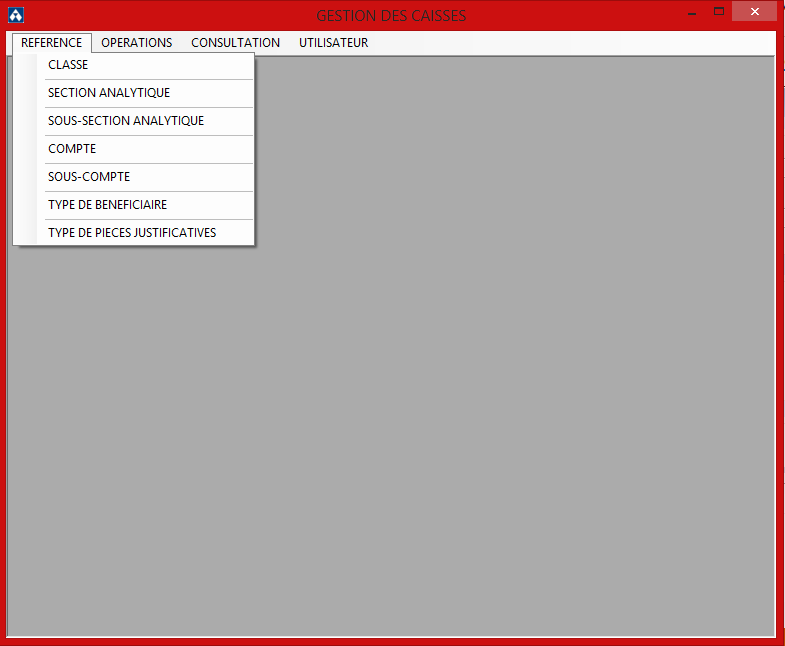 GESTION DES CAISSES
REFERENCE OPERATIONS CONSULTATION UTILISATEUR
CLASSE
SECTION ANALYTIQUE
SOUS-SECTION ANALYTIQUE
COMPTE
SOUS-COMPTE
TYPE DE BENEFICIAIRE
TYPE DE PIECES JUSTIFICATIVES